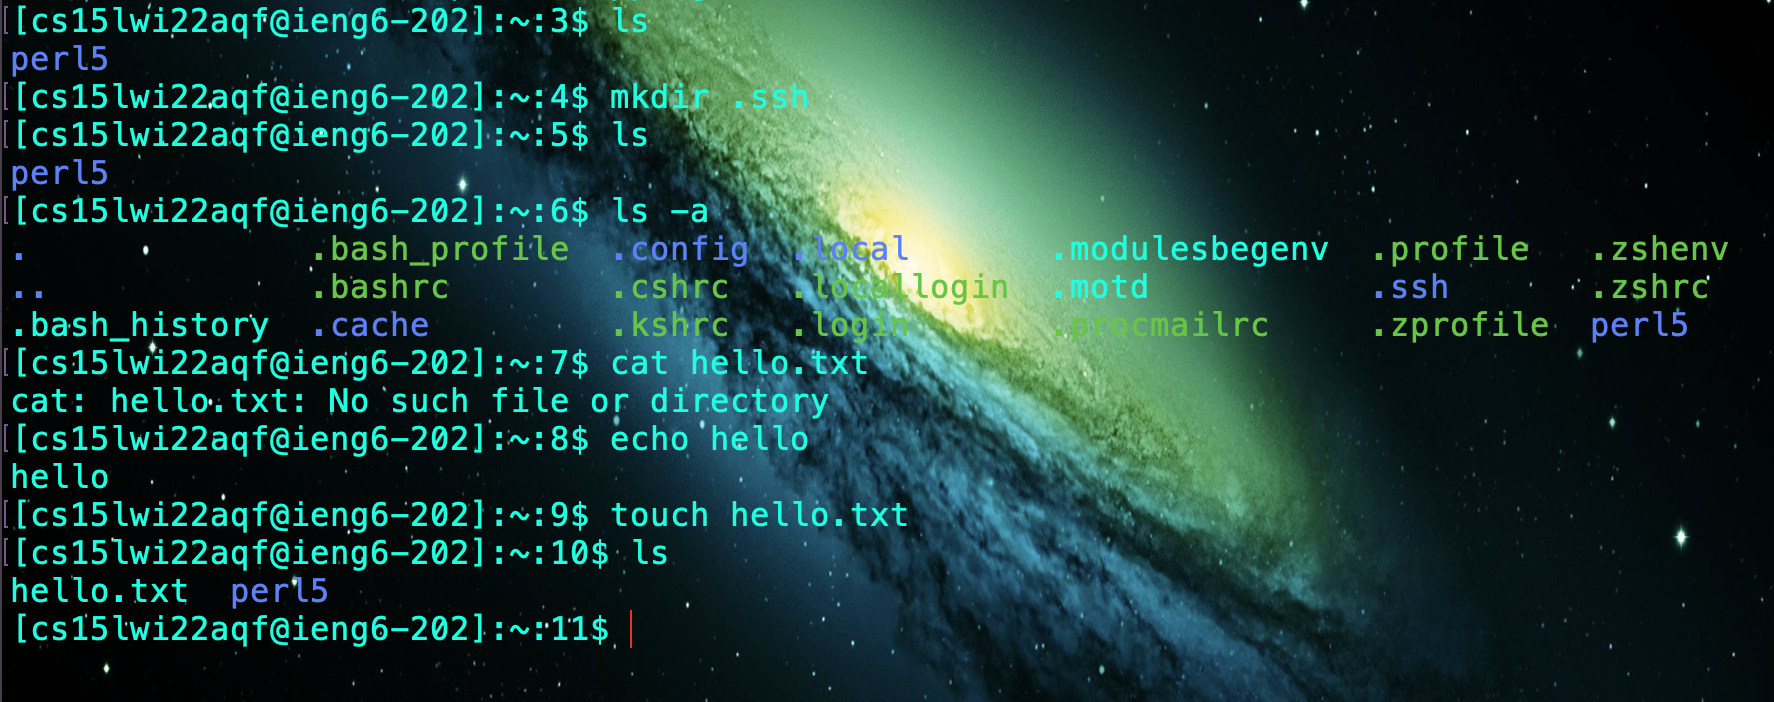 [cs15lwi22aqf@ieng6-202]:~:3$ ls
perl5
[cs15lwi22aqf@ieng6-202]:~:4$ mkdir .ssh
[cs15lwi22aqf@ieng6-202]:~:5$ ls
perl5
[cs15lwi22aqf@ieng6-202]:~:6$ ls -a
. .bash_profile .config .local .modulesbegenv .profile .zshenv
.. .bashrc .cshrc .locallogin .motd .ssh .zshrc
.bash_history .cache .kshrc .login .procmailrc .zprofile perl5
[cs15lwi22aqf@ieng6-202]:~:7$ cat hello.txt
cat: hello.txt: No such file or directory
[cs15lwi22aqf@ieng6-202]:~:8$ echo hello
hello
[cs15lwi22aqf@ieng6-202]:~:9$ touch hello.txt
[cs15lwi22aqf@ieng6-202]:~:10$ ls
hello.txt perl5
[cs15lwi22aqf@ieng6-202]:~:11$